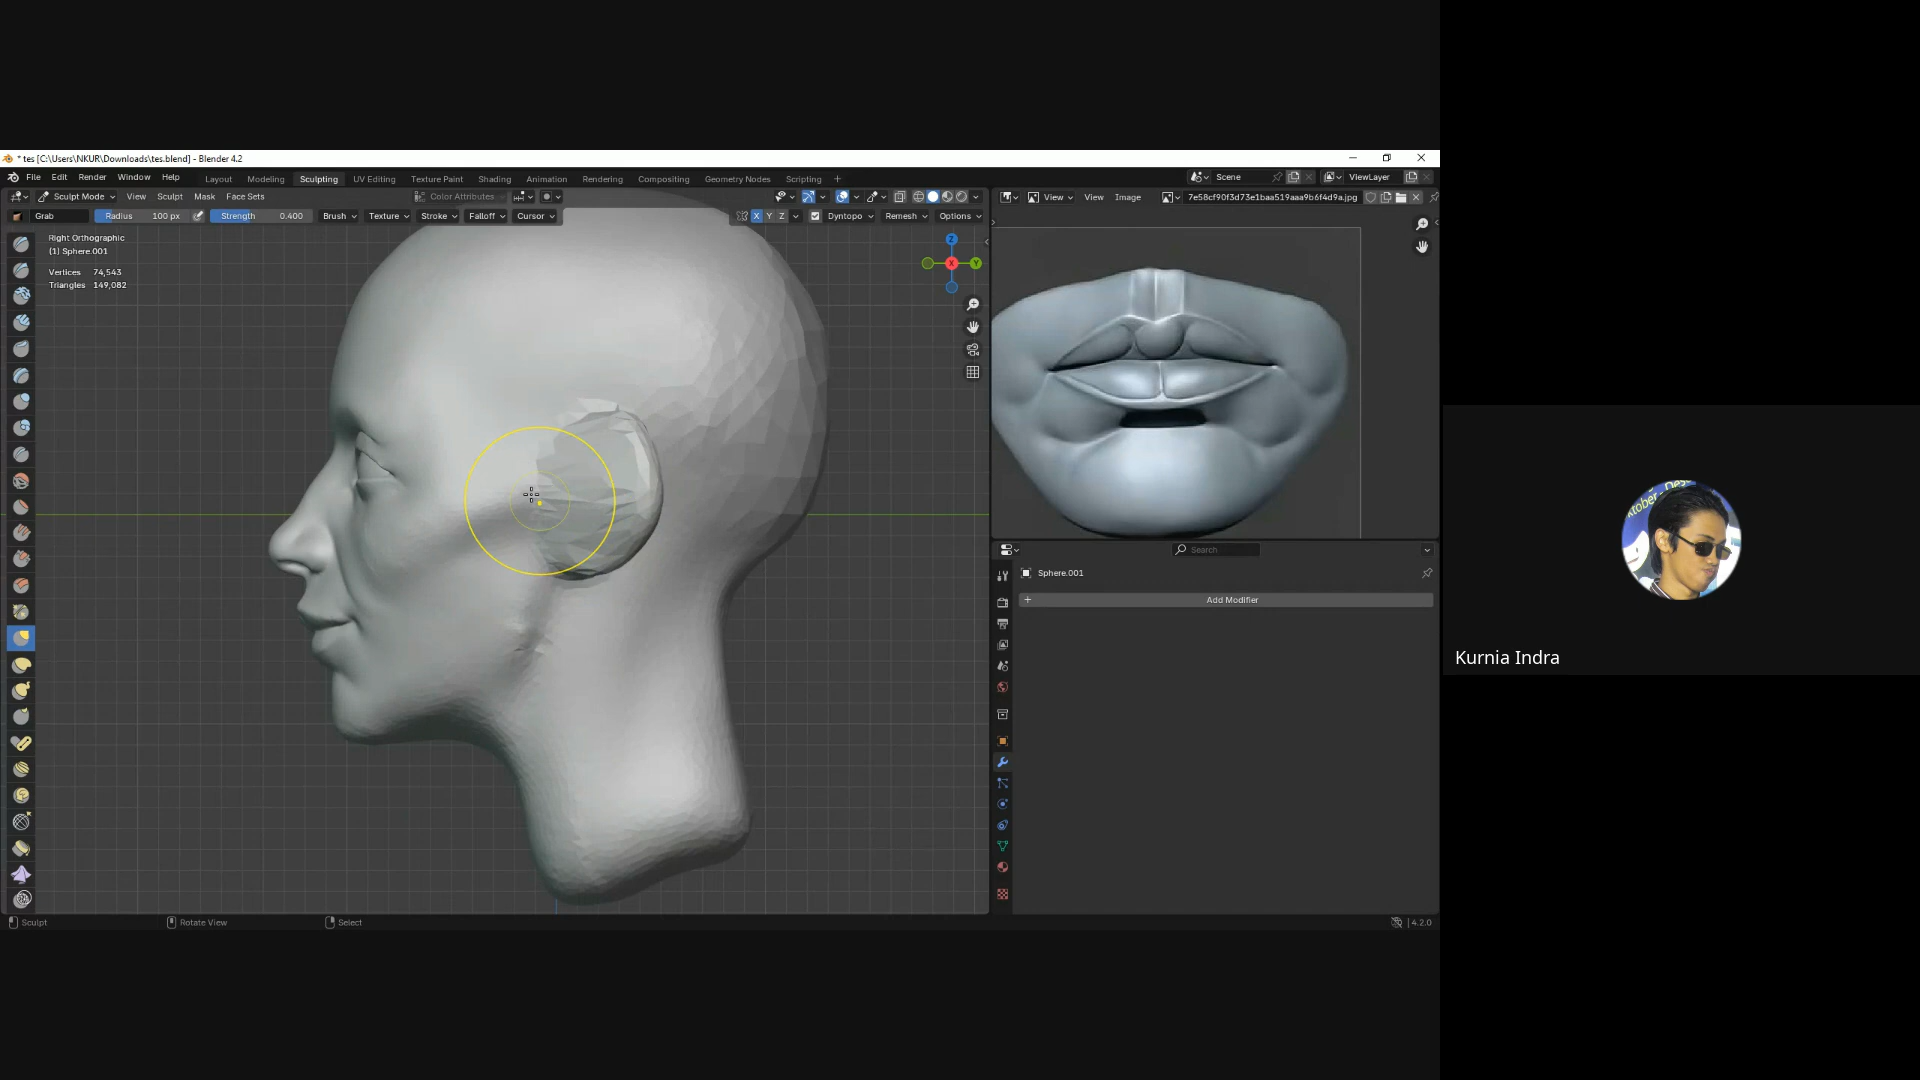 * tes [C:\Users\NKUR\Downloads\tes.blend] - Blender 4.2
File Edit Render Window Help
Layout Modeling Sculpting UV Editing Texture Paint Shading Animation Rendering Compositing Geometry Nodes Scripting +
Scene
ViewLayer
Sculpt Mode View Sculpt Mask Face Sets
Color Attributes
View View Image
7e58cf90f3d73e1baa519aaa9b6f4d9a.jpg
Grab Radius 100 px Strength 0.400 Brush Texture Stroke Falloff Cursor
X Y Z Dyntopo Remesh Options
Right Orthographic
(1) Sphere.001
Vertices 74,543
Triangles 149,082
Z
X
Y
Search
Sphere.001
+ Add Modifier
Sculpt Rotate View Select
4.2.0
Kurnia Indra